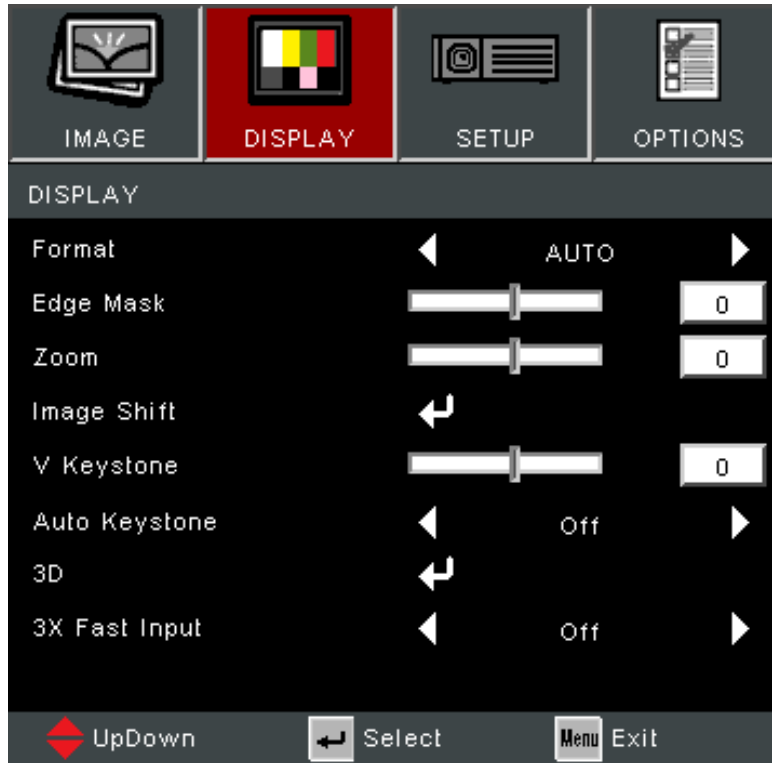 IMAGE DISPLAY SETUP OPTIONS
DISPLAY
Format AUTO
Edge Mask 0
Zoom 0
Image Shift
V Keystone 0
Auto Keystone Off
3D
3X Fast Input Off
UpDown Select Menu Exit